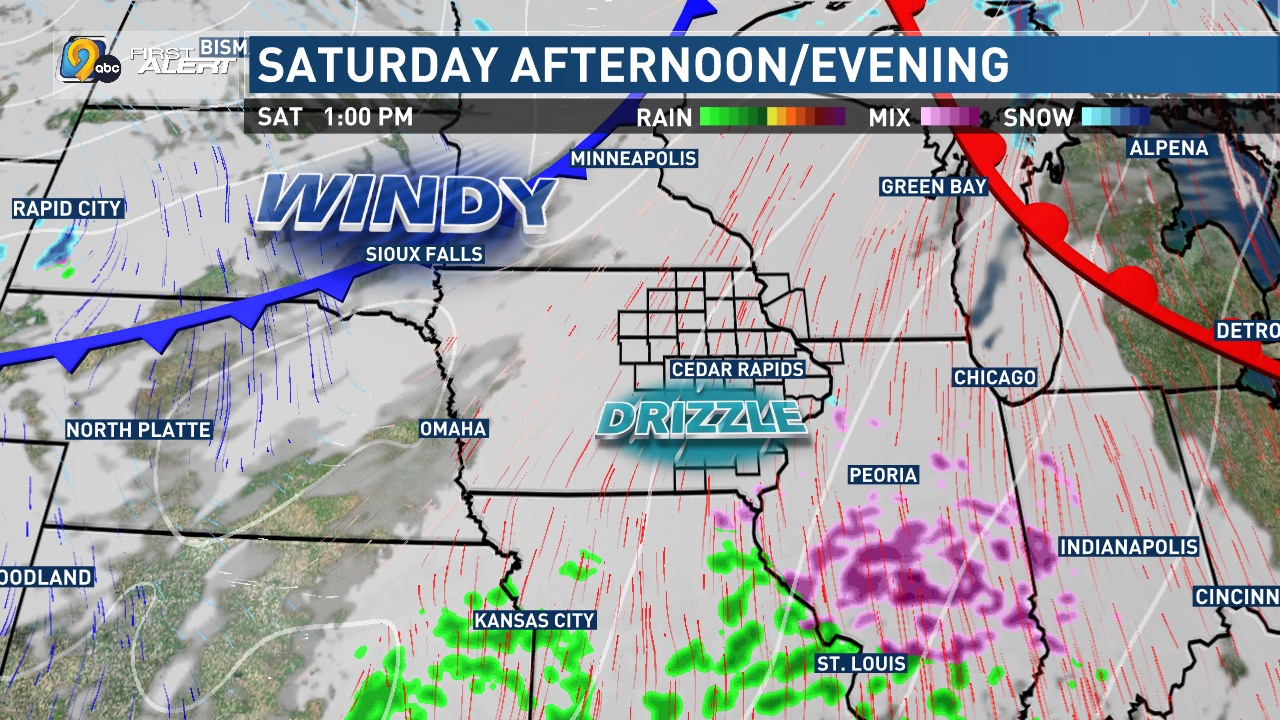 9
abc
FIRST
ALERT
BISM
SATURDAY AFTERNOON/EVENING
SAT 1:00 PM
RAIN MIX SNOW
MINNEAPOLIS
ALPENA
GREEN BAY
RAPID CITY
WINDY
SIOUX FALLS
DETRO
CEDAR RAPIDS
CHICAGO
DRIZZLE
NORTH PLATTE
OMAHA
PEORIA
INDIANAPOLIS
OODLAND
CINCINN
KANSAS CITY
ST. LOUIS